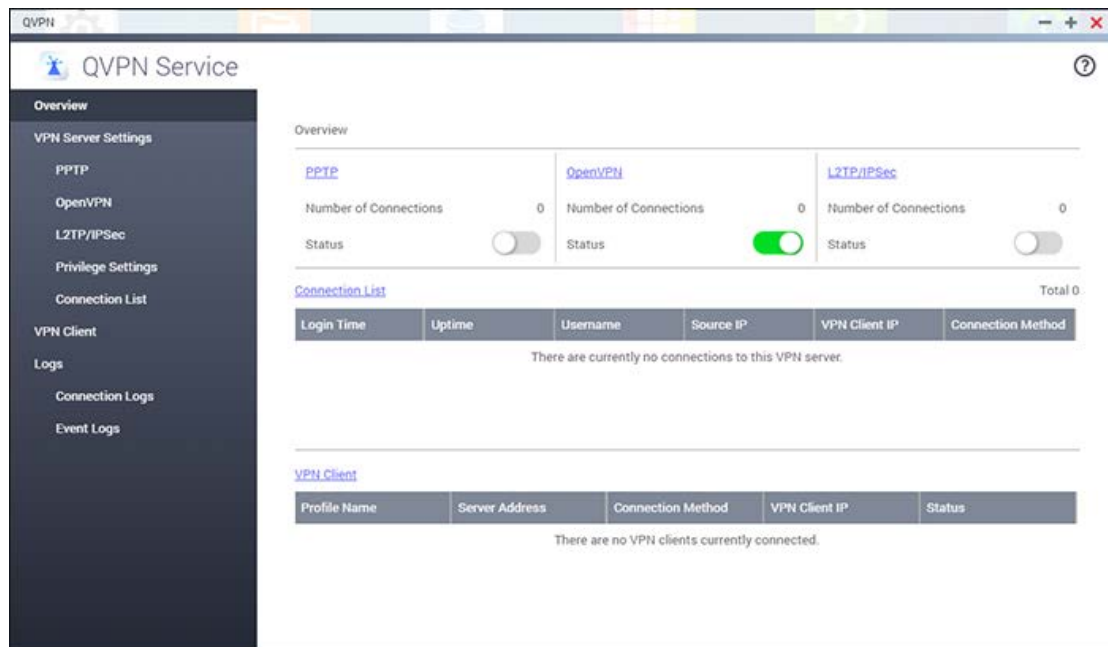 QVPN
QVPN Service
Overview
VPN Server Settings
PPTP
OpenVPN
L2TP/IPSec
Privilege Settings
Connection List
VPN Client
Logs
Connection Logs
Event Logs
Overview
PPTP OpenVPN L2TP/IPSec
Number of Connections 0 Number of Connections 0 Number of Connections 0
Status Status Status
Connection List Total 0
Login Time Uptime Username Source IP VPN Client IP Connection Method
There are currently no connections to this VPN server.
VPN Client
Profile Name Server Address Connection Method VPN Client IP Status
There are no VPN clients currently connected.